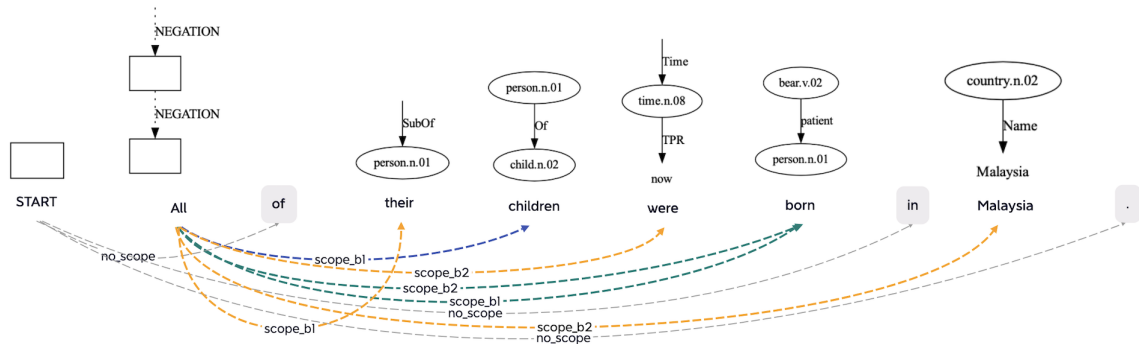 NEGATION
NEGATION
person.n.01
Time
country.n.02
bear.v.02
time.n.08
SubOf
Of
patient
Name
TPR
person.n.01
child.n.02
person.n.01
now
Malaysia
START
All
of
their
children
were
born
in
Malaysia
.
no_scope
scope_b1
scope_b2
scope_b2
scope_b1
no_scope
scope_b1
scope_b2
no_scope